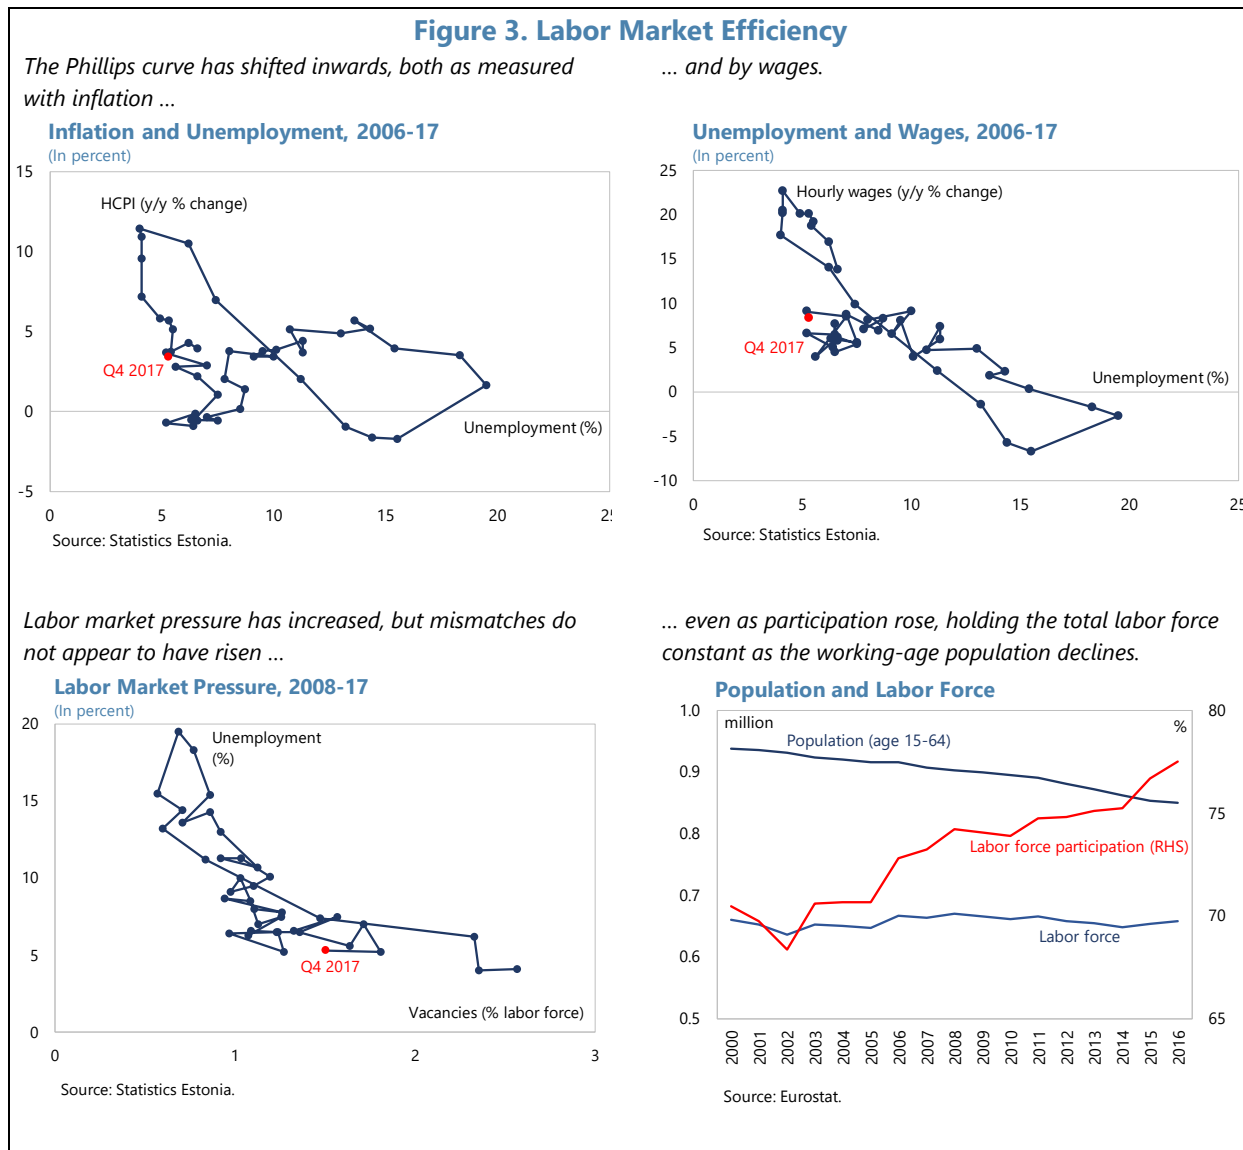 Figure 3. Labor Market Efficiency
The Phillips curve has shifted inwards, both as measured
with inflation …
Inflation and Unemployment, 2006-17
(In percent)
15
10
5
0
-5
HCPI (y/y % change)
Q4 2017
Unemployment (%)
0
5
10
15
20
25
Source: Statistics Estonia.
… and by wages.
Unemployment and Wages, 2006-17
(In percent)
25
20
15
10
5
0
-5
-10
Hourly wages (y/y % change)
Q4 2017
Unemployment (%)
0
5
10
15
20
25
Source: Statistics Estonia.
Labor market pressure has increased, but mismatches do
not appear to have risen …
Labor Market Pressure, 2008-17
(In percent)
20
15
10
5
0
Unemployment
(%)
Q4 2017
Vacancies (% labor force)
0
1
2
3
Source: Statistics Estonia.
… even as participation rose, holding the total labor force
constant as the working-age population declines.
Population and Labor Force
1.0
0.9
0.8
0.7
0.6
0.5
million
%
80
75
70
65
Population (age 15-64)
Labor force participation (RHS)
Labor force
2000
2001
2002
2003
2004
2005
2006
2007
2008
2009
2010
2011
2012
2013
2014
2015
2016
Source: Eurostat.